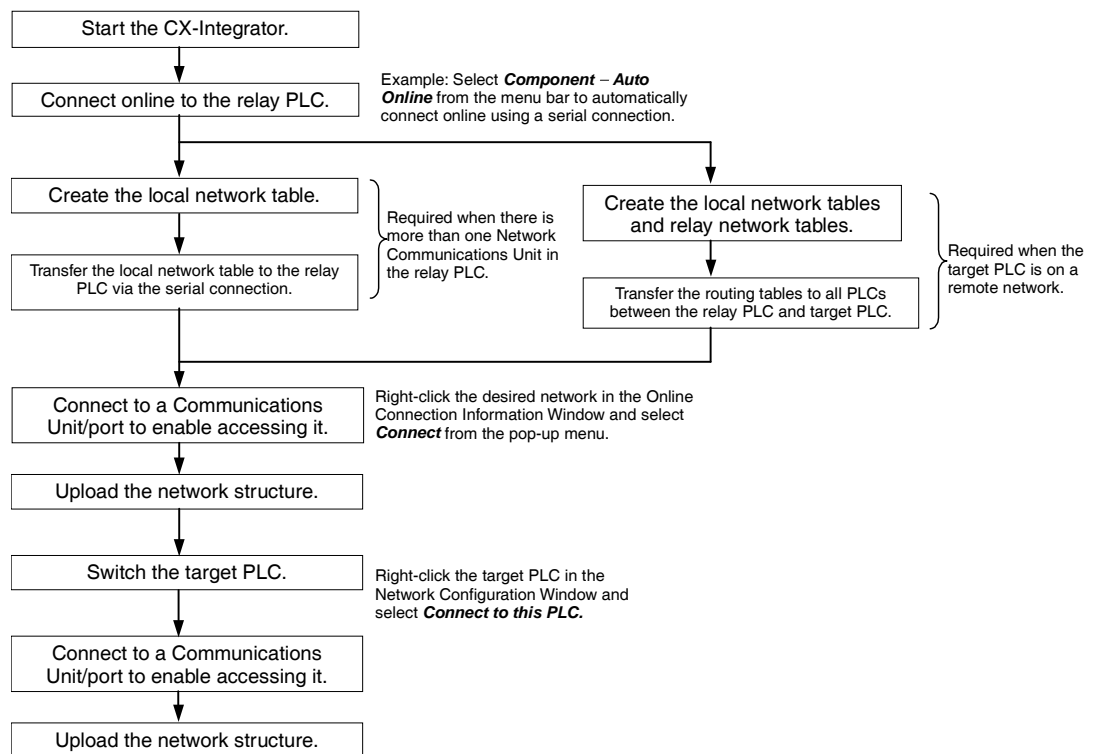 Start the CX-Integrator.
Connect online to the relay PLC.
Example: Select Component – Auto
Online from the menu bar to automatically
connect online using a serial connection.
Create the local network table.
Transfer the local network table to the relay
PLC via the serial connection.
Required when there is
more than one Network
Communications Unit in
the relay PLC.
Create the local network tables
and relay network tables.
Transfer the routing tables to all PLCs
between the relay PLC and target PLC.
Required when the
target PLC is on a
remote network.
Connect to a Communications
Unit/port to enable accessing it.
Right-click the desired network in the Online
Connection Information Window and select
Connect from the pop-up menu.
Upload the network structure.
Switch the target PLC.
Right-click the target PLC in the
Network Configuration Window and
select Connect to this PLC.
Connect to a Communications
Unit/port to enable accessing it.
Upload the network structure.